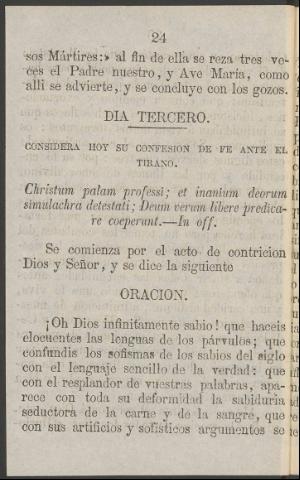 24
sos Mártires:» al fin de ella se reza tres ve-
ces el Padre nuestro, y Ave María, como
alli se advierte, y se concluye con los gozos.
DIA TERCERO.
CONSIDERA HOY SU CONFESION DE FE ANTE EL
TIRANO.
Christum palam professi; et inanium deorum
simulachra detestati; Deum verum libere predica-
re coeperunt.—In off.
Se comienza por el acto de contricion
Dios y Señor, y se dice la siguiente
ORACION.
¡Oh Dios infinitamente sabio! que haceis
elocuentes las lenguas de los párvulos; que
confundis los sofismas de los sabios del siglo
con el lenguaje sencillo de la verdad: que
con el resplandor de vuestras palabras, apa-
rece con toda su deformidad la sabiduria
seductora de la carne y de la sangre, que
con sus artificios y sofísticos argumentos se